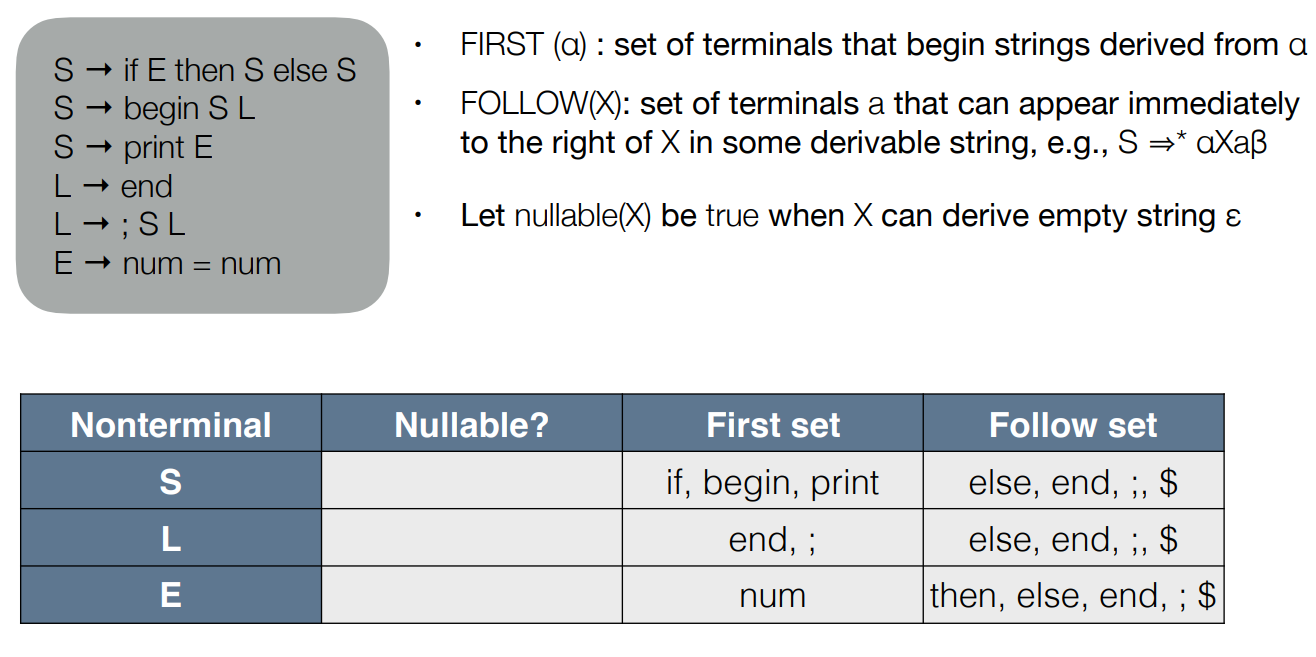 S → if E then S else S
S → begin S L
S → print E
L → end
L → ; S L
E → num = num
• FIRST (α) : set of terminals that begin strings derived from α
• FOLLOW(X): set of terminals a that can appear immediately
to the right of X in some derivable string, e.g., S ⇒* αXaβ
• Let nullable(X) be true when X can derive empty string ε
Nonterminal Nullable? First set Follow set
S if, begin, print else, end, ;, $
L end, ; else, end, ;, $
E num then, else, end, ; $